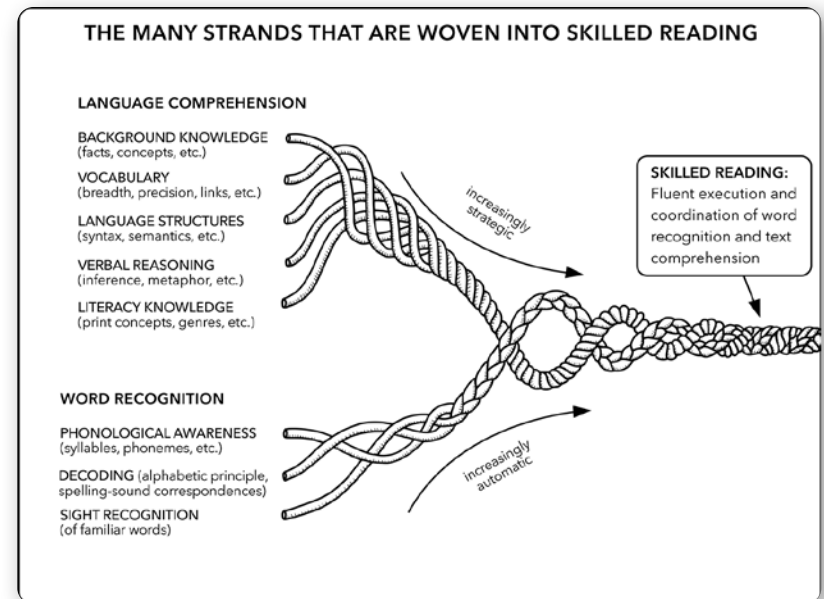 THE MANY STRANDS THAT ARE WOVEN INTO SKILLED READING
LANGUAGE COMPREHENSION
BACKGROUND KNOWLEDGE
(facts, concepts, etc.)
VOCABULARY
(breadth, precision, links, etc.)
LANGUAGE STRUCTURES
(syntax, semantics, etc.)
VERBAL REASONING
(inference, metaphor, etc.)
LITERACY KNOWLEDGE
(print concepts, genres, etc.)
increasingly
strategic
SKILLED READING:
Fluent execution and
coordination of word
recognition and text
comprehension
WORD RECOGNITION
PHONOLOGICAL AWARENESS
(syllables, phonemes, etc.)
DECODING (alphabetic principle,
spelling-sound correspondences)
SIGHT RECOGNITION
(of familiar words)
increasingly
automatic